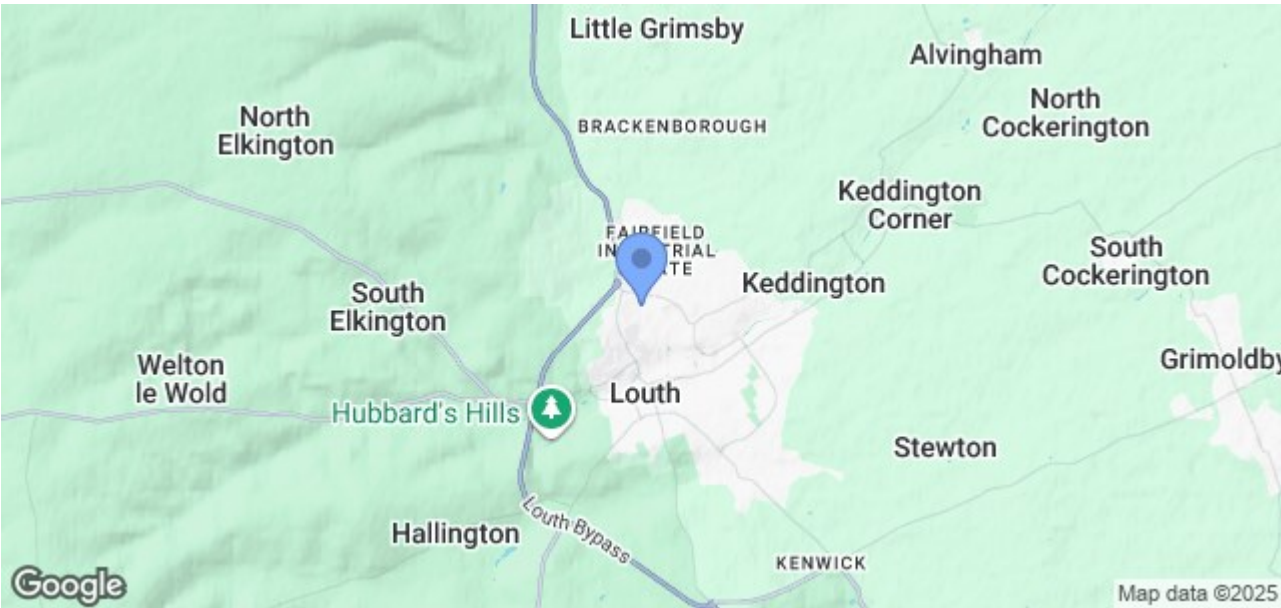 Little Grimsby
Alvingham
North
Elkington
BRACKENBOROUGH
North
Cockerington
Keddington
Corner
FAIRFIELD
South
Cockerington
Keddington
South
Elkington
Welton
le Wold
Grimoldby
Louth
Hubbard's Hills
Stewton
Louth Bypass
Hallington
KENWICK
Google
Map data ©2025